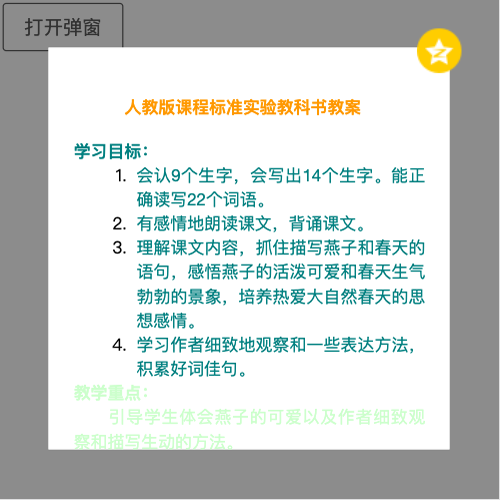 打开弹窗
人教版课程标准实验教科书教案
学习目标：
1. 会认9个生字，会写出14个生字。能正
确读写22个词语。
2. 有感情地朗读课文，背诵课文。
3. 理解课文内容，抓住描写燕子和春天的
语句，感悟燕子的活泼可爱和春天生气
勃勃的景象，培养热爱大自然春天的思
想感情。
4. 学习作者细致地观察和一些表达方法，
积累好词佳句。
教学重点：
引导学生体会燕子的可爱以及作者细致观
察和描写生动的方法。